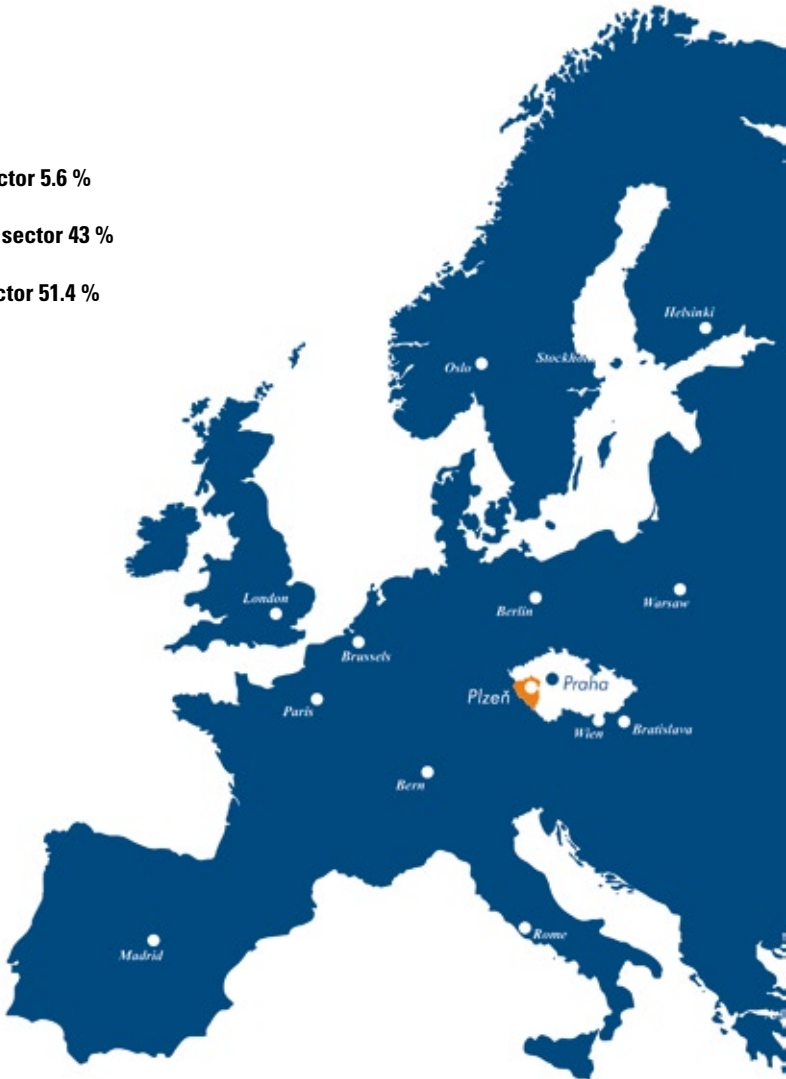 ctor 5.6 %
sector 43 %
ctor 51.4 %
Helsinki
Oslo
Stockhol
London
Berlin
Warsaw
Brussels
Plzeň
Praha
Paris
Wien
Bratislava
Bern
Rome
Madrid